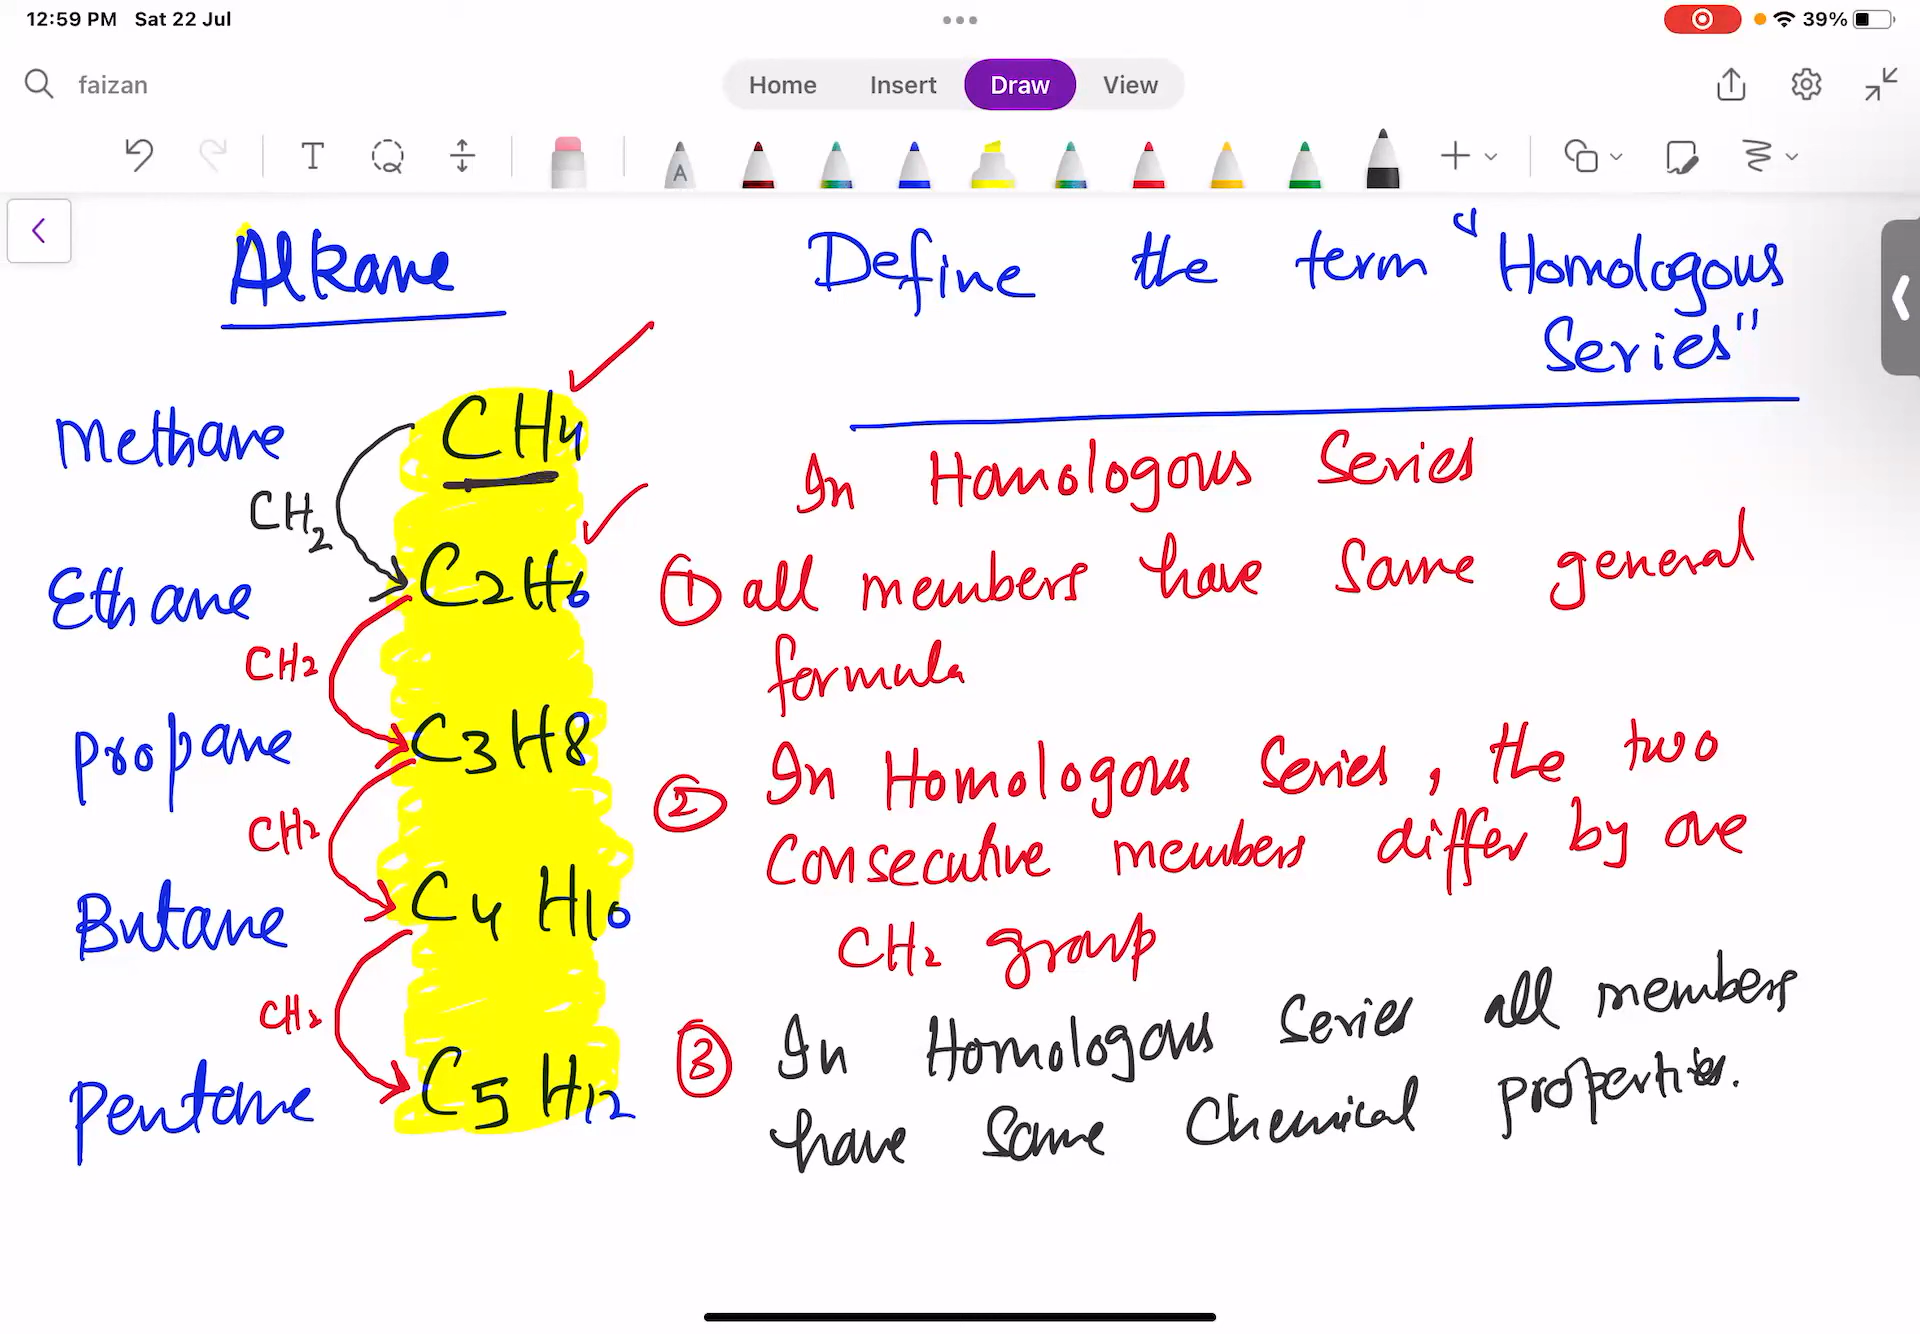 12:59 PM Sat 22 Jul
39%
faizan
Home Insert Draw View
T
A
Alkane
Define the term "Homologous
Series"
Methane CH4
CH2
Ethane C2H6
CH2
Propane C3H8
CH2
Butane C4H10
CH2
Pentane C5H12
In Homologous Series
① all members have same general
formula
② In Homologous Series, the two
Consecutive members differ by one
CH2 group
③ In Homologous Series all members
have same Chemical properties.